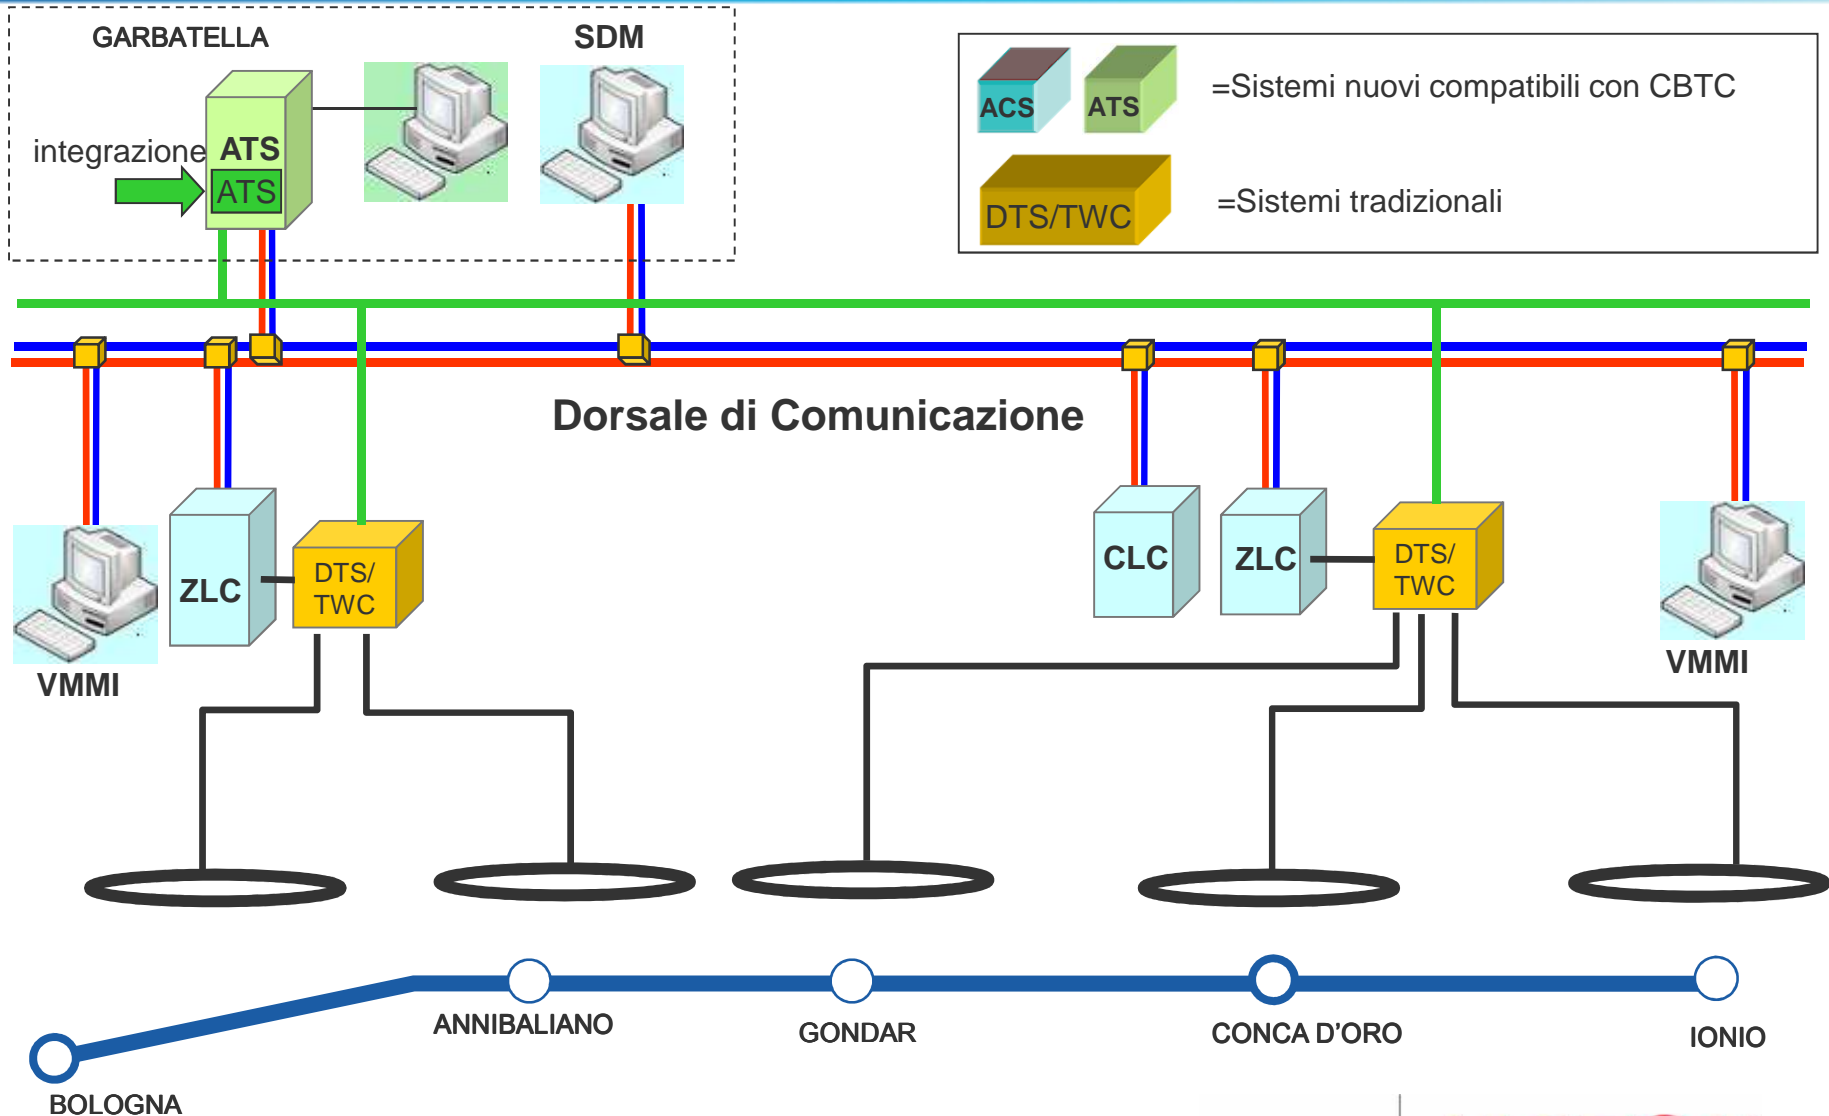 GARBATELLA
SDM
integrazione
ATS
ATS
ACS
ATS
=Sistemi nuovi compatibili con CBTC
DTS/TWC
=Sistemi tradizionali
Dorsale di Comunicazione
VMMI
ZLC
DTS/
TWC
CLC
ZLC
DTS/
TWC
VMMI
ANNIBALIANO
GONDAR
CONCA D'ORO
IONIO
BOLOGNA